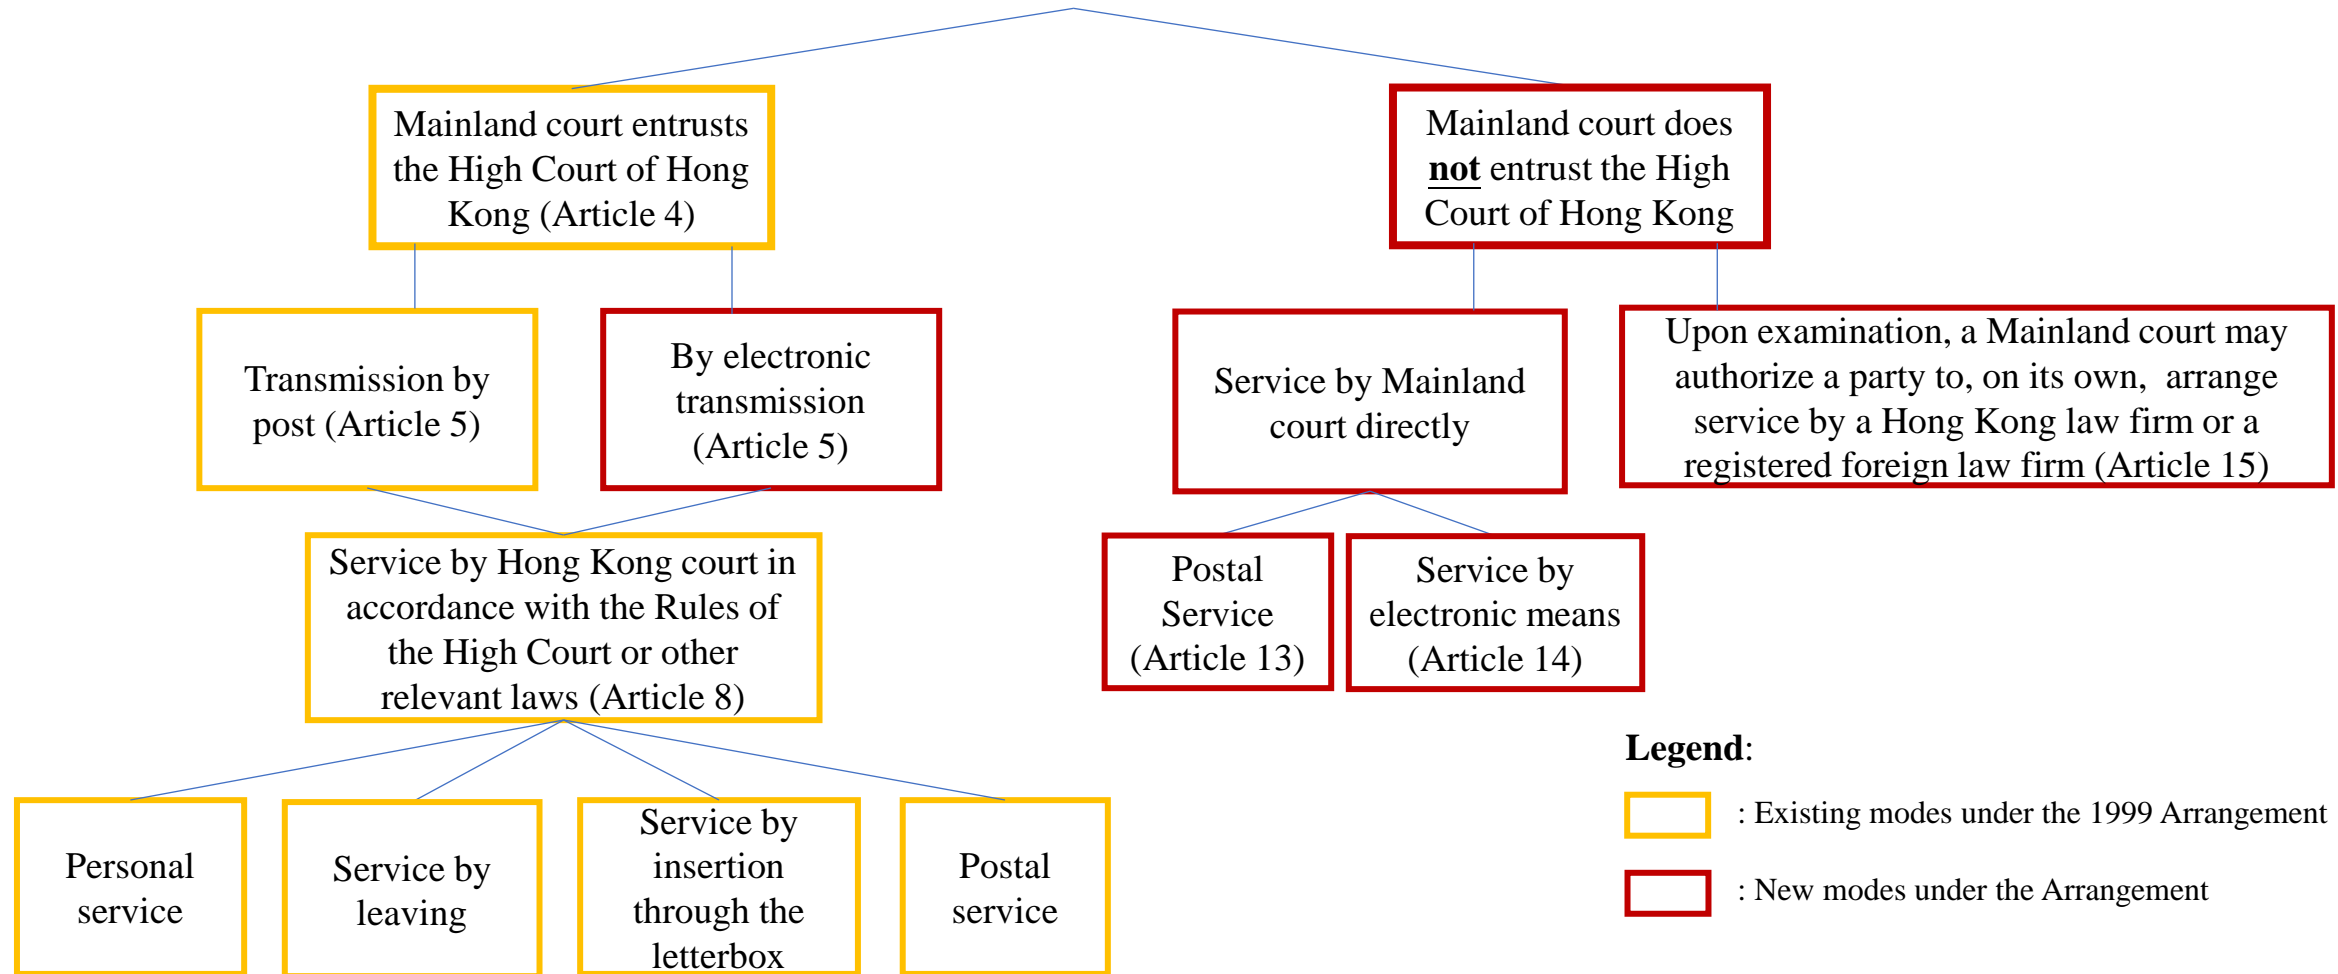 Mainland court entrusts
the High Court of Hong
Kong (Article 4)
Mainland court does
not entrust the High
Court of Hong Kong
Transmission by
post (Article 5)
By electronic
transmission
(Article 5)
Service by Mainland
court directly
Upon examination, a Mainland court may
authorize a party to, on its own, arrange
service by a Hong Kong law firm or a
registered foreign law firm (Article 15)
Service by Hong Kong court in
accordance with the Rules of
the High Court or other
relevant laws (Article 8)
Postal
Service
(Article 13)
Service by
electronic means
(Article 14)
Personal
service
Service by
leaving
Service by
insertion
through the
letterbox
Postal
service
Legend:
: Existing modes under the 1999 Arrangement
: New modes under the Arrangement